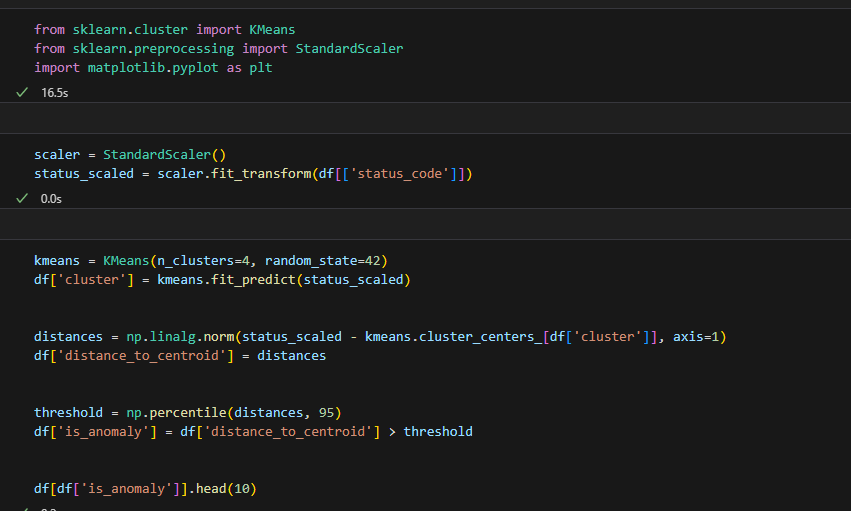 from sklearn.cluster import KMeans
from sklearn.preprocessing import StandardScaler
import matplotlib.pyplot as plt
16.5s
scaler = StandardScaler()
status_scaled = scaler.fit_transform(df[['status_code']])
0.0s
kmeans = KMeans(n_clusters=4, random_state=42)
df['cluster'] = kmeans.fit_predict(status_scaled)
distances = np.linalg.norm(status_scaled - kmeans.cluster_centers_[df['cluster']], axis=1)
df['distance_to_centroid'] = distances
threshold = np.percentile(distances, 95)
df['is_anomaly'] = df['distance_to_centroid'] > threshold
df[df['is_anomaly']].head(10)